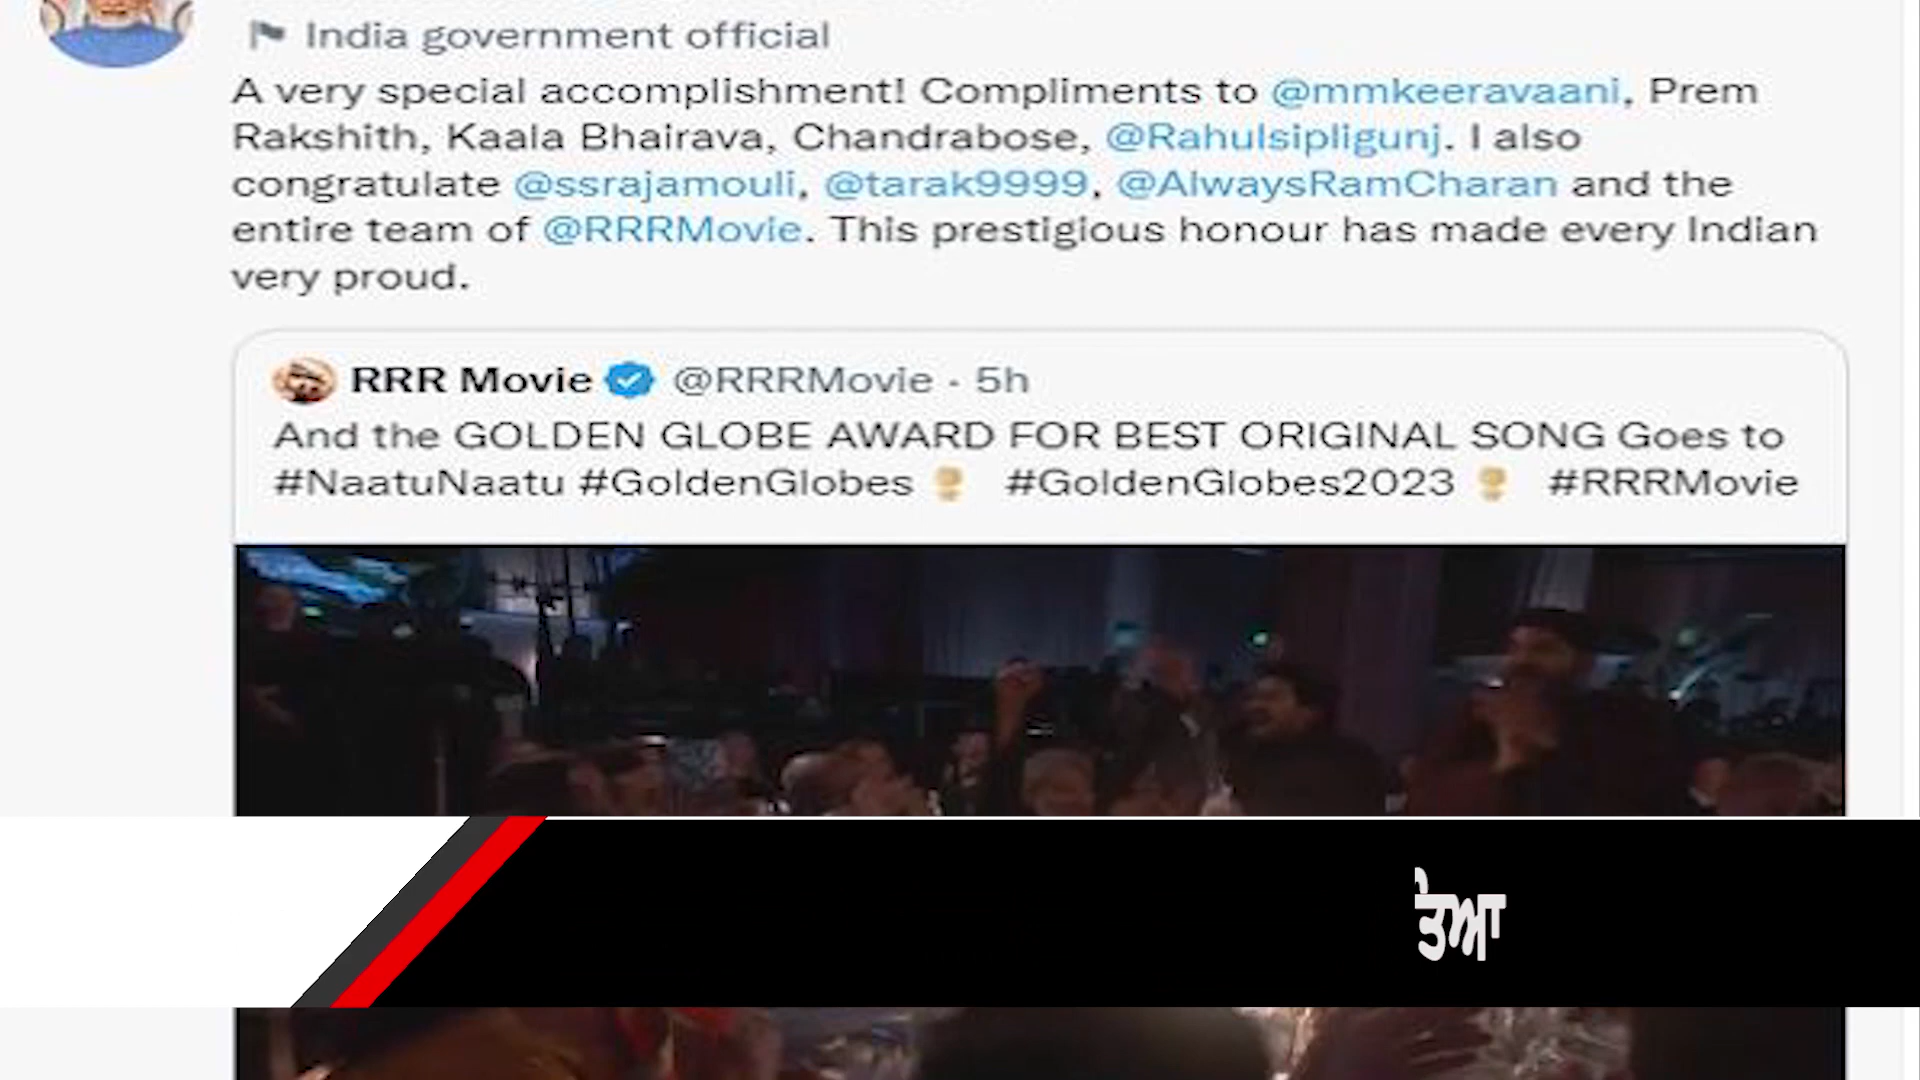 India government official
A very special accomplishment! Compliments to @mmkeeravaani, Prem
Rakshith, Kaala Bhairava, Chandrabose, @Rahulsipligunj. I also
congratulate @ssrajamouli, @tarak9999, @AlwaysRamCharan and the
entire team of @RRRMovie. This prestigious honour has made every Indian
very proud.
RRR Movie @RRRMovie · 5h
And the GOLDEN GLOBE AWARD FOR BEST ORIGINAL SONG Goes to
#NaatuNaatu #GoldenGlobes #GoldenGlobes2023 #RRRMovie